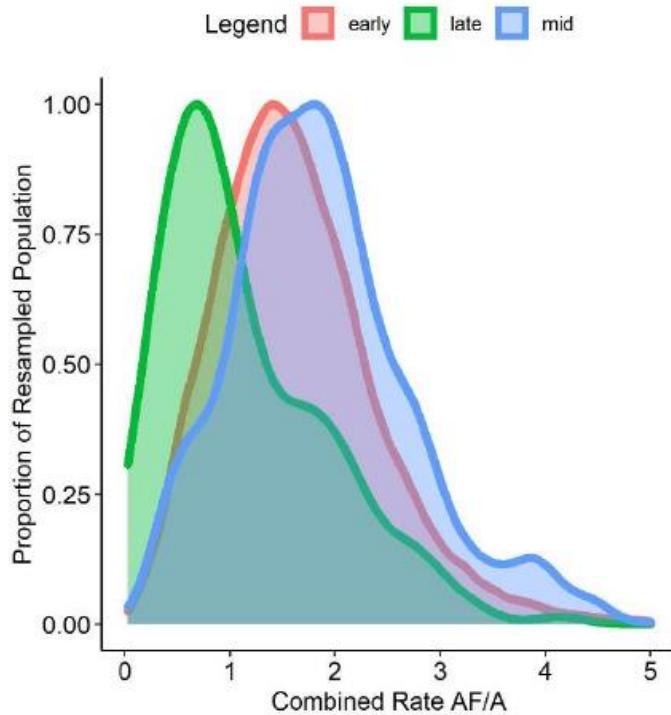 Legend early late mid
1.00
0.75
0.50
0.25
0.00
Proportion of Resampled Population
0 1 2 3 4 5
Combined Rate AF/A